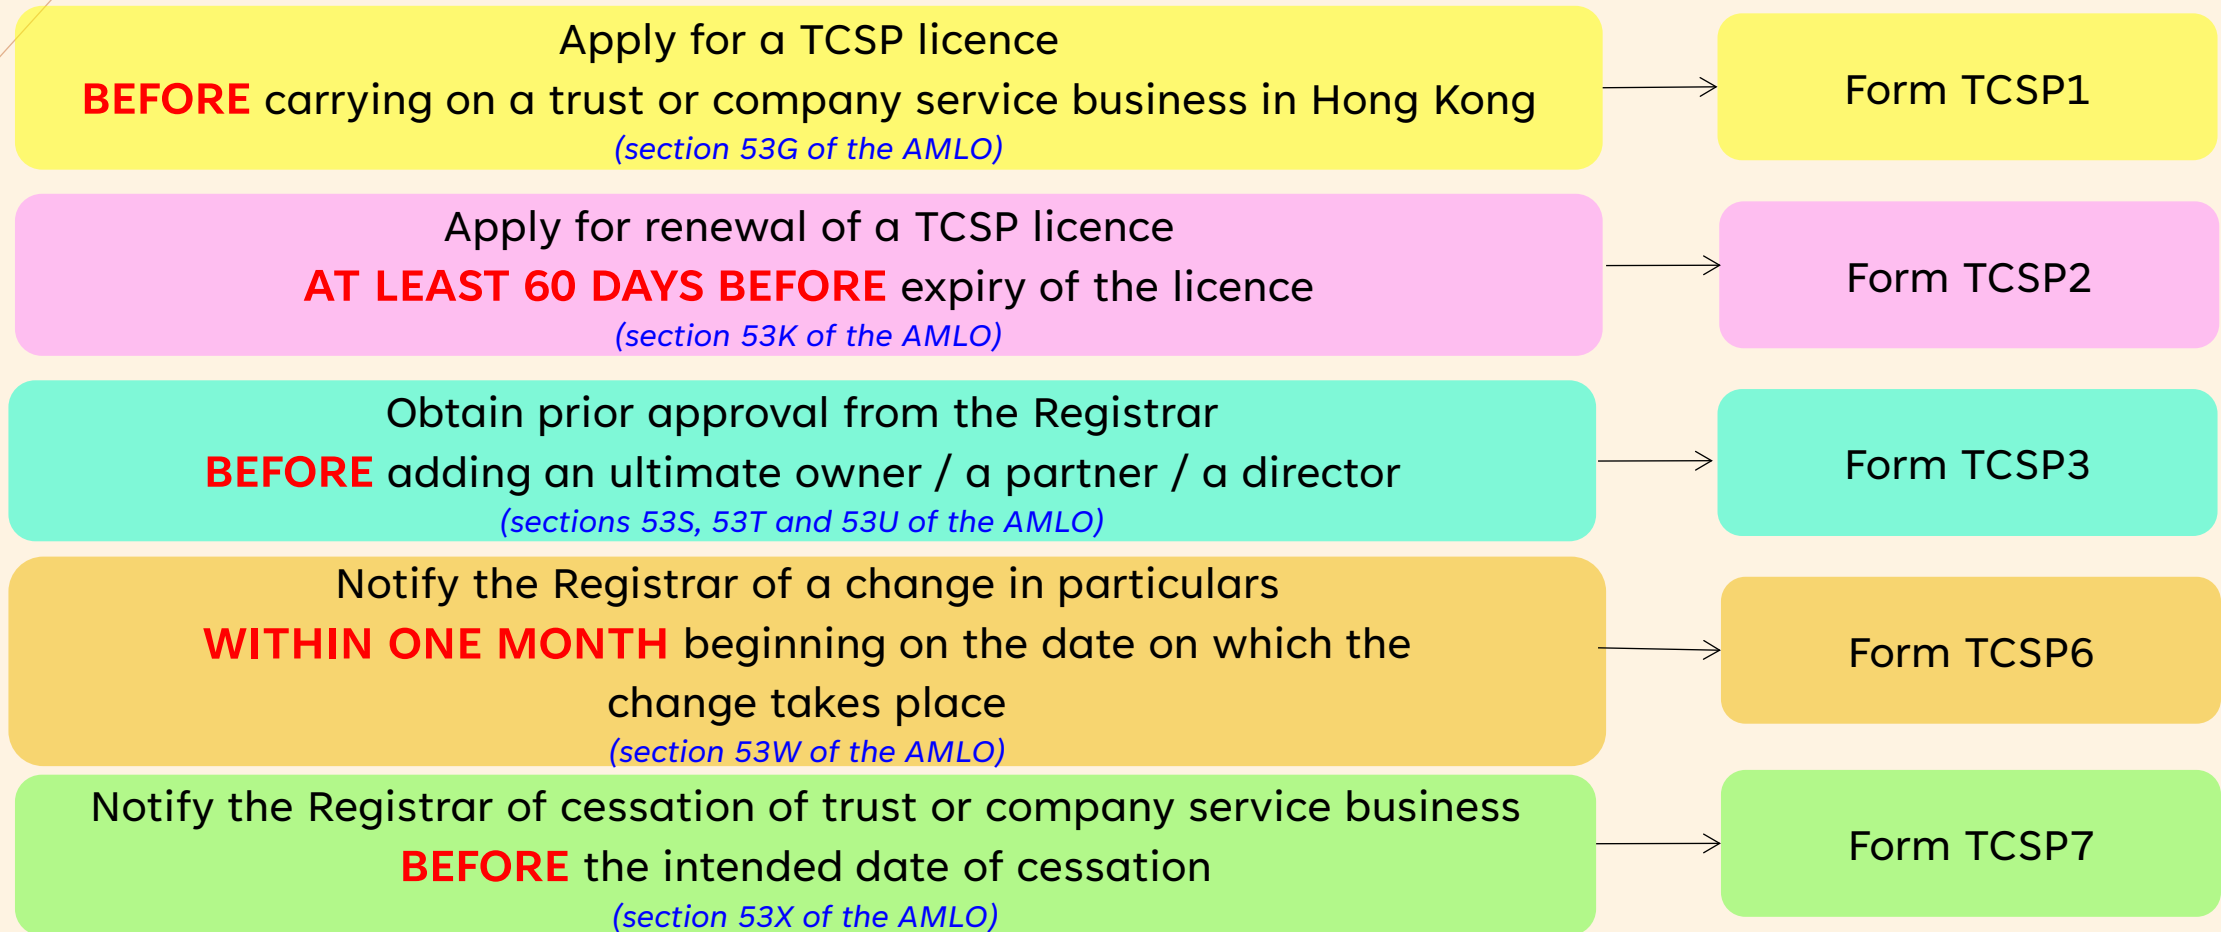 Apply for a TCSP licence
BEFORE carrying on a trust or company service business in Hong Kong
(section 53G of the AMLO)
Form TCSP1
Apply for renewal of a TCSP licence
AT LEAST 60 DAYS BEFORE expiry of the licence
(section 53K of the AMLO)
Form TCSP2
Obtain prior approval from the Registrar
BEFORE adding an ultimate owner / a partner / a director
(sections 53S, 53T and 53U of the AMLO)
Form TCSP3
Notify the Registrar of a change in particulars
WITHIN ONE MONTH beginning on the date on which the
change takes place
(section 53W of the AMLO)
Form TCSP6
Notify the Registrar of cessation of trust or company service business
BEFORE the intended date of cessation
(section 53X of the AMLO)
Form TCSP7